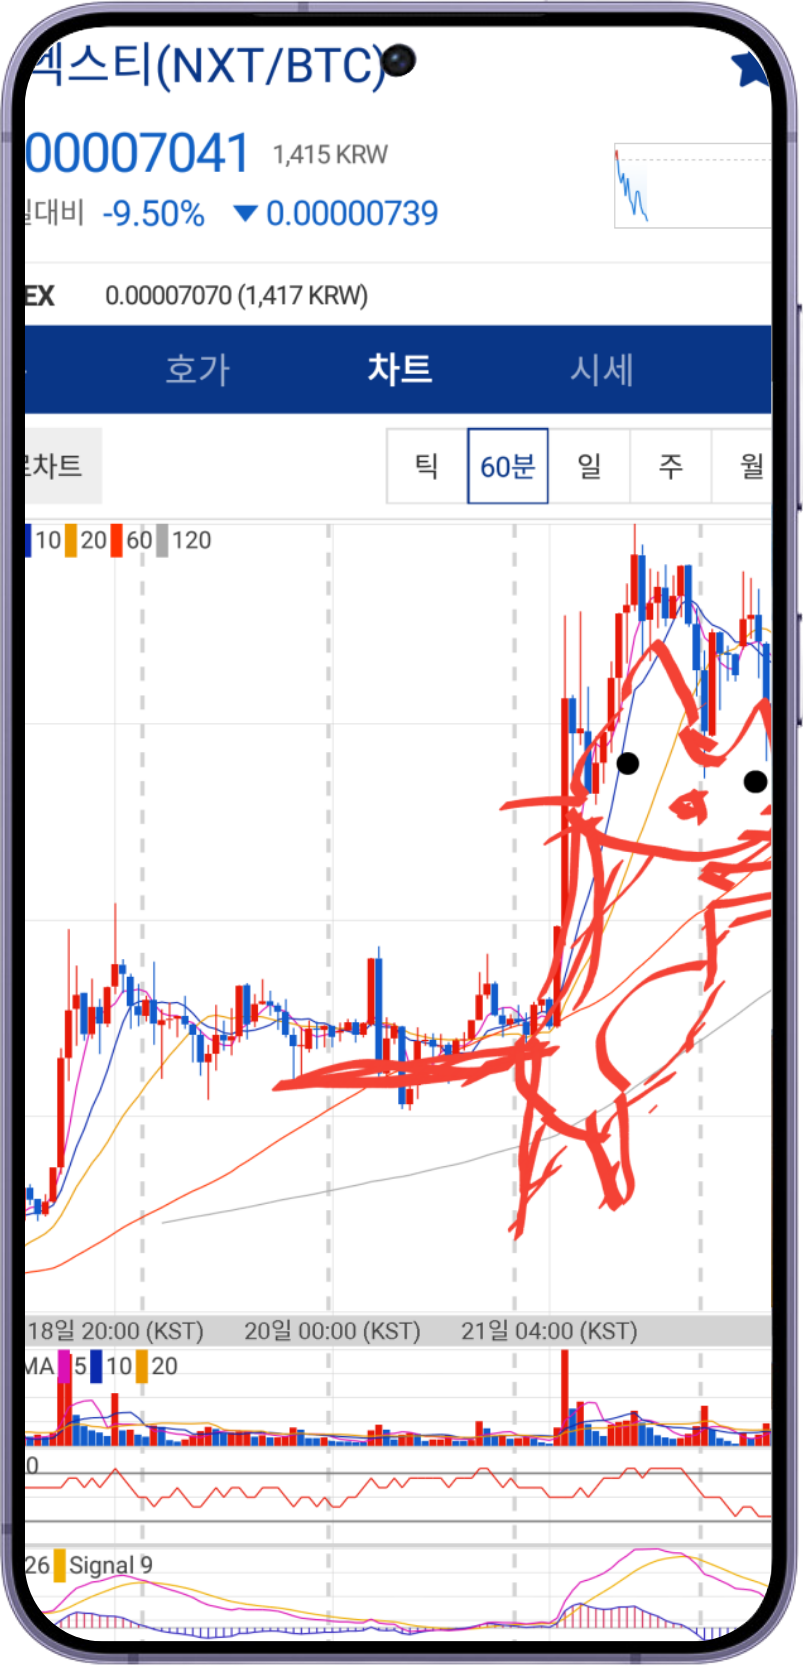 엑스티(NXT/BTC)
00007041 1,415 KRW
일대비 -9.50% ▼ 0.00000739
EX 0.00007070 (1,417 KRW)
호가 차트 시세
차트 틱 60분 일 주 월
10 20 60 120
18일 20:00 (KST) 20일 00:00 (KST) 21일 04:00 (KST)
MA 5 10 20
0
26 Signal 9